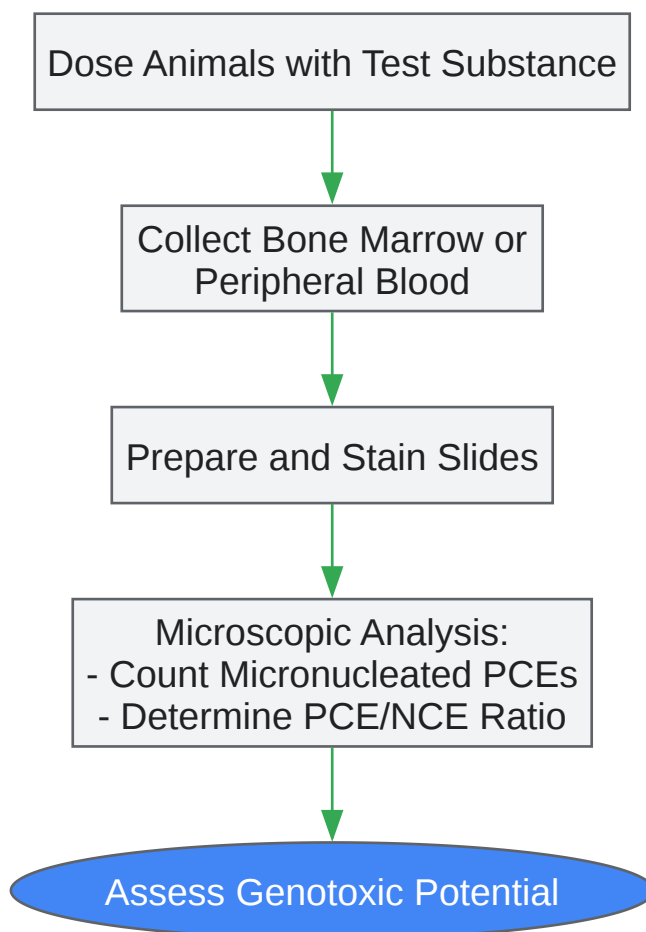 Dose Animals with Test Substance
Collect Bone Marrow or
Peripheral Blood
Prepare and Stain Slides
Microscopic Analysis:
- Count Micronucleated PCEs
- Determine PCE/NCE Ratio
Assess Genotoxic Potential